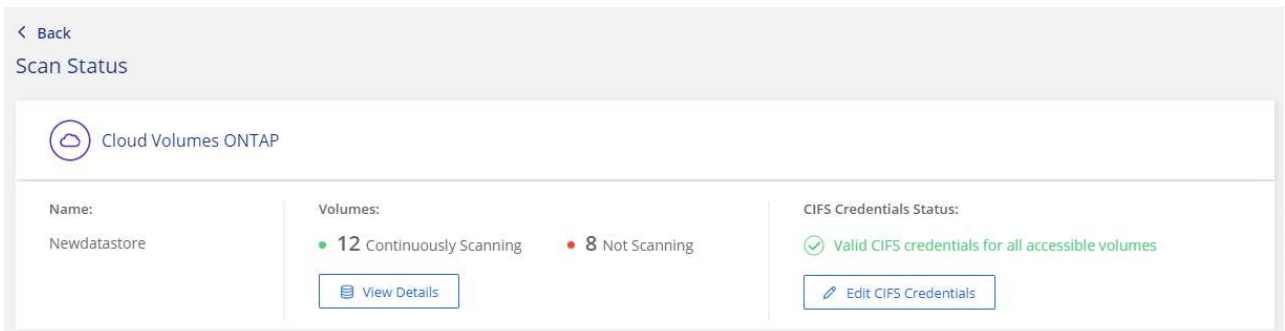 Back
Scan Status
Cloud Volumes ONTAP
Name:
Newdatastore
Volumes:
12 Continuously Scanning
8 Not Scanning
View Details
CIFS Credentials Status:
Valid CIFS credentials for all accessible volumes
Edit CIFS Credentials